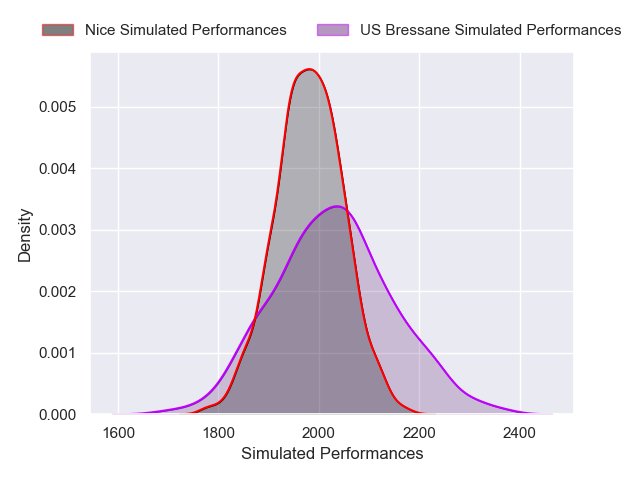 Nice Simulated Performances US Bressane Simulated Performances
0.005
0.004
0.003
0.002
0.001
0.000
Density
1600 1800 2000 2200 2400
Simulated Performances